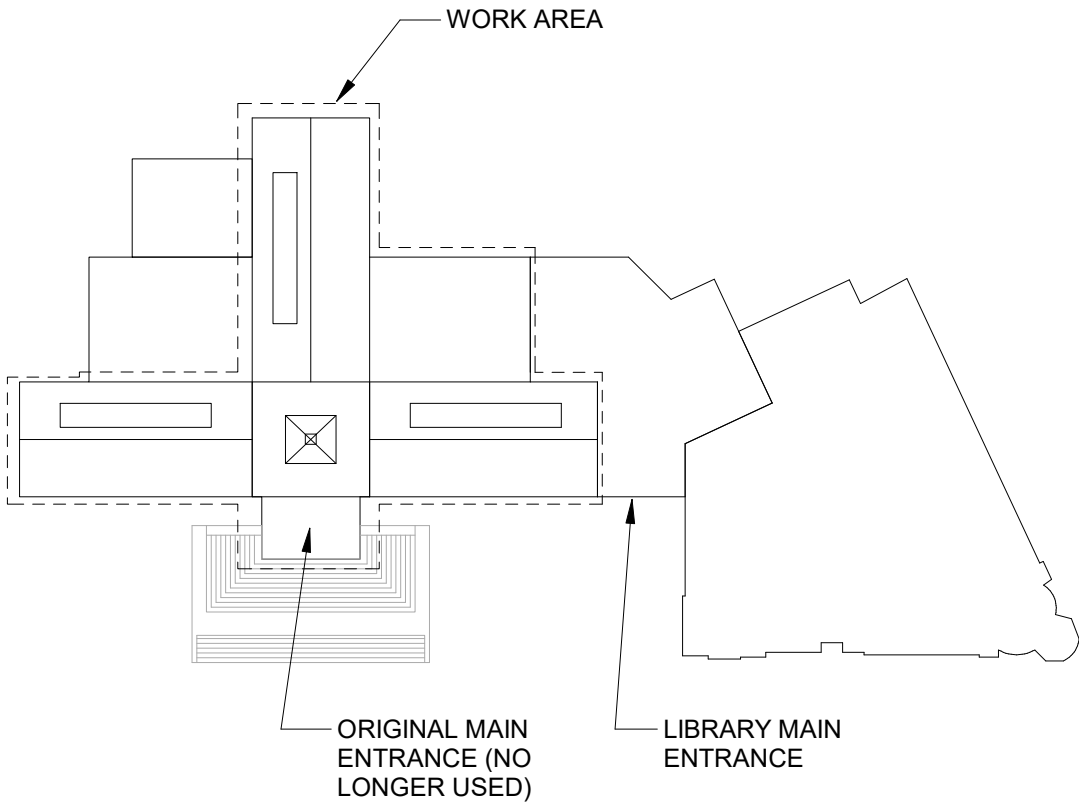 WORK AREA
ORIGINAL MAIN
ENTRANCE (NO
LONGER USED)
LIBRARY MAIN
ENTRANCE